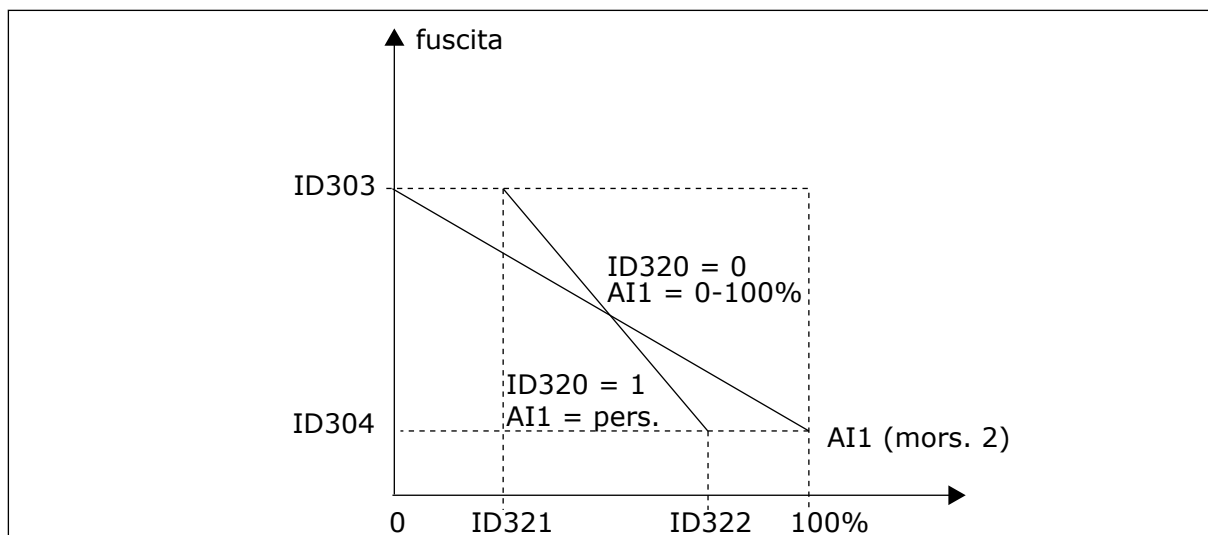 fuscita
ID303
ID320 = 0
AI1 = 0-100%
ID320 = 1
AI1 = pers.
ID304
AI1 (mors. 2)
0
ID321
ID322
100%